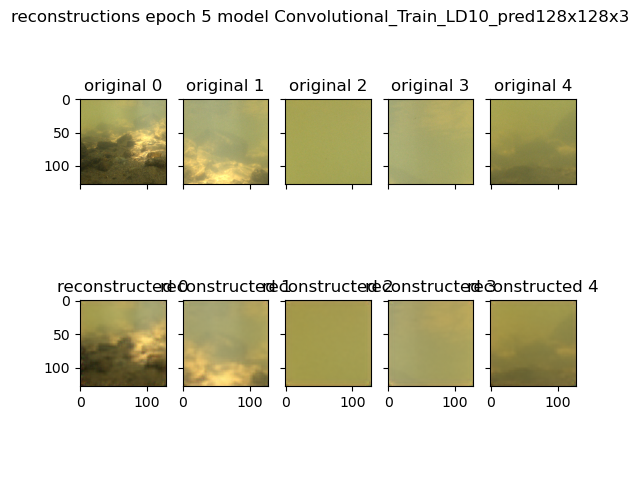 reconstructions epoch 5 model Convolutional_Train_LD10_pred128x128x3
original 0 original 1 original 2 original 3 original 4
0
50
100
reconstructed 0 reconstructed 1 reconstructed 2 reconstructed 3 reconstructed 4
0
50
100
0 100 0 100 0 100 0 100 0 100